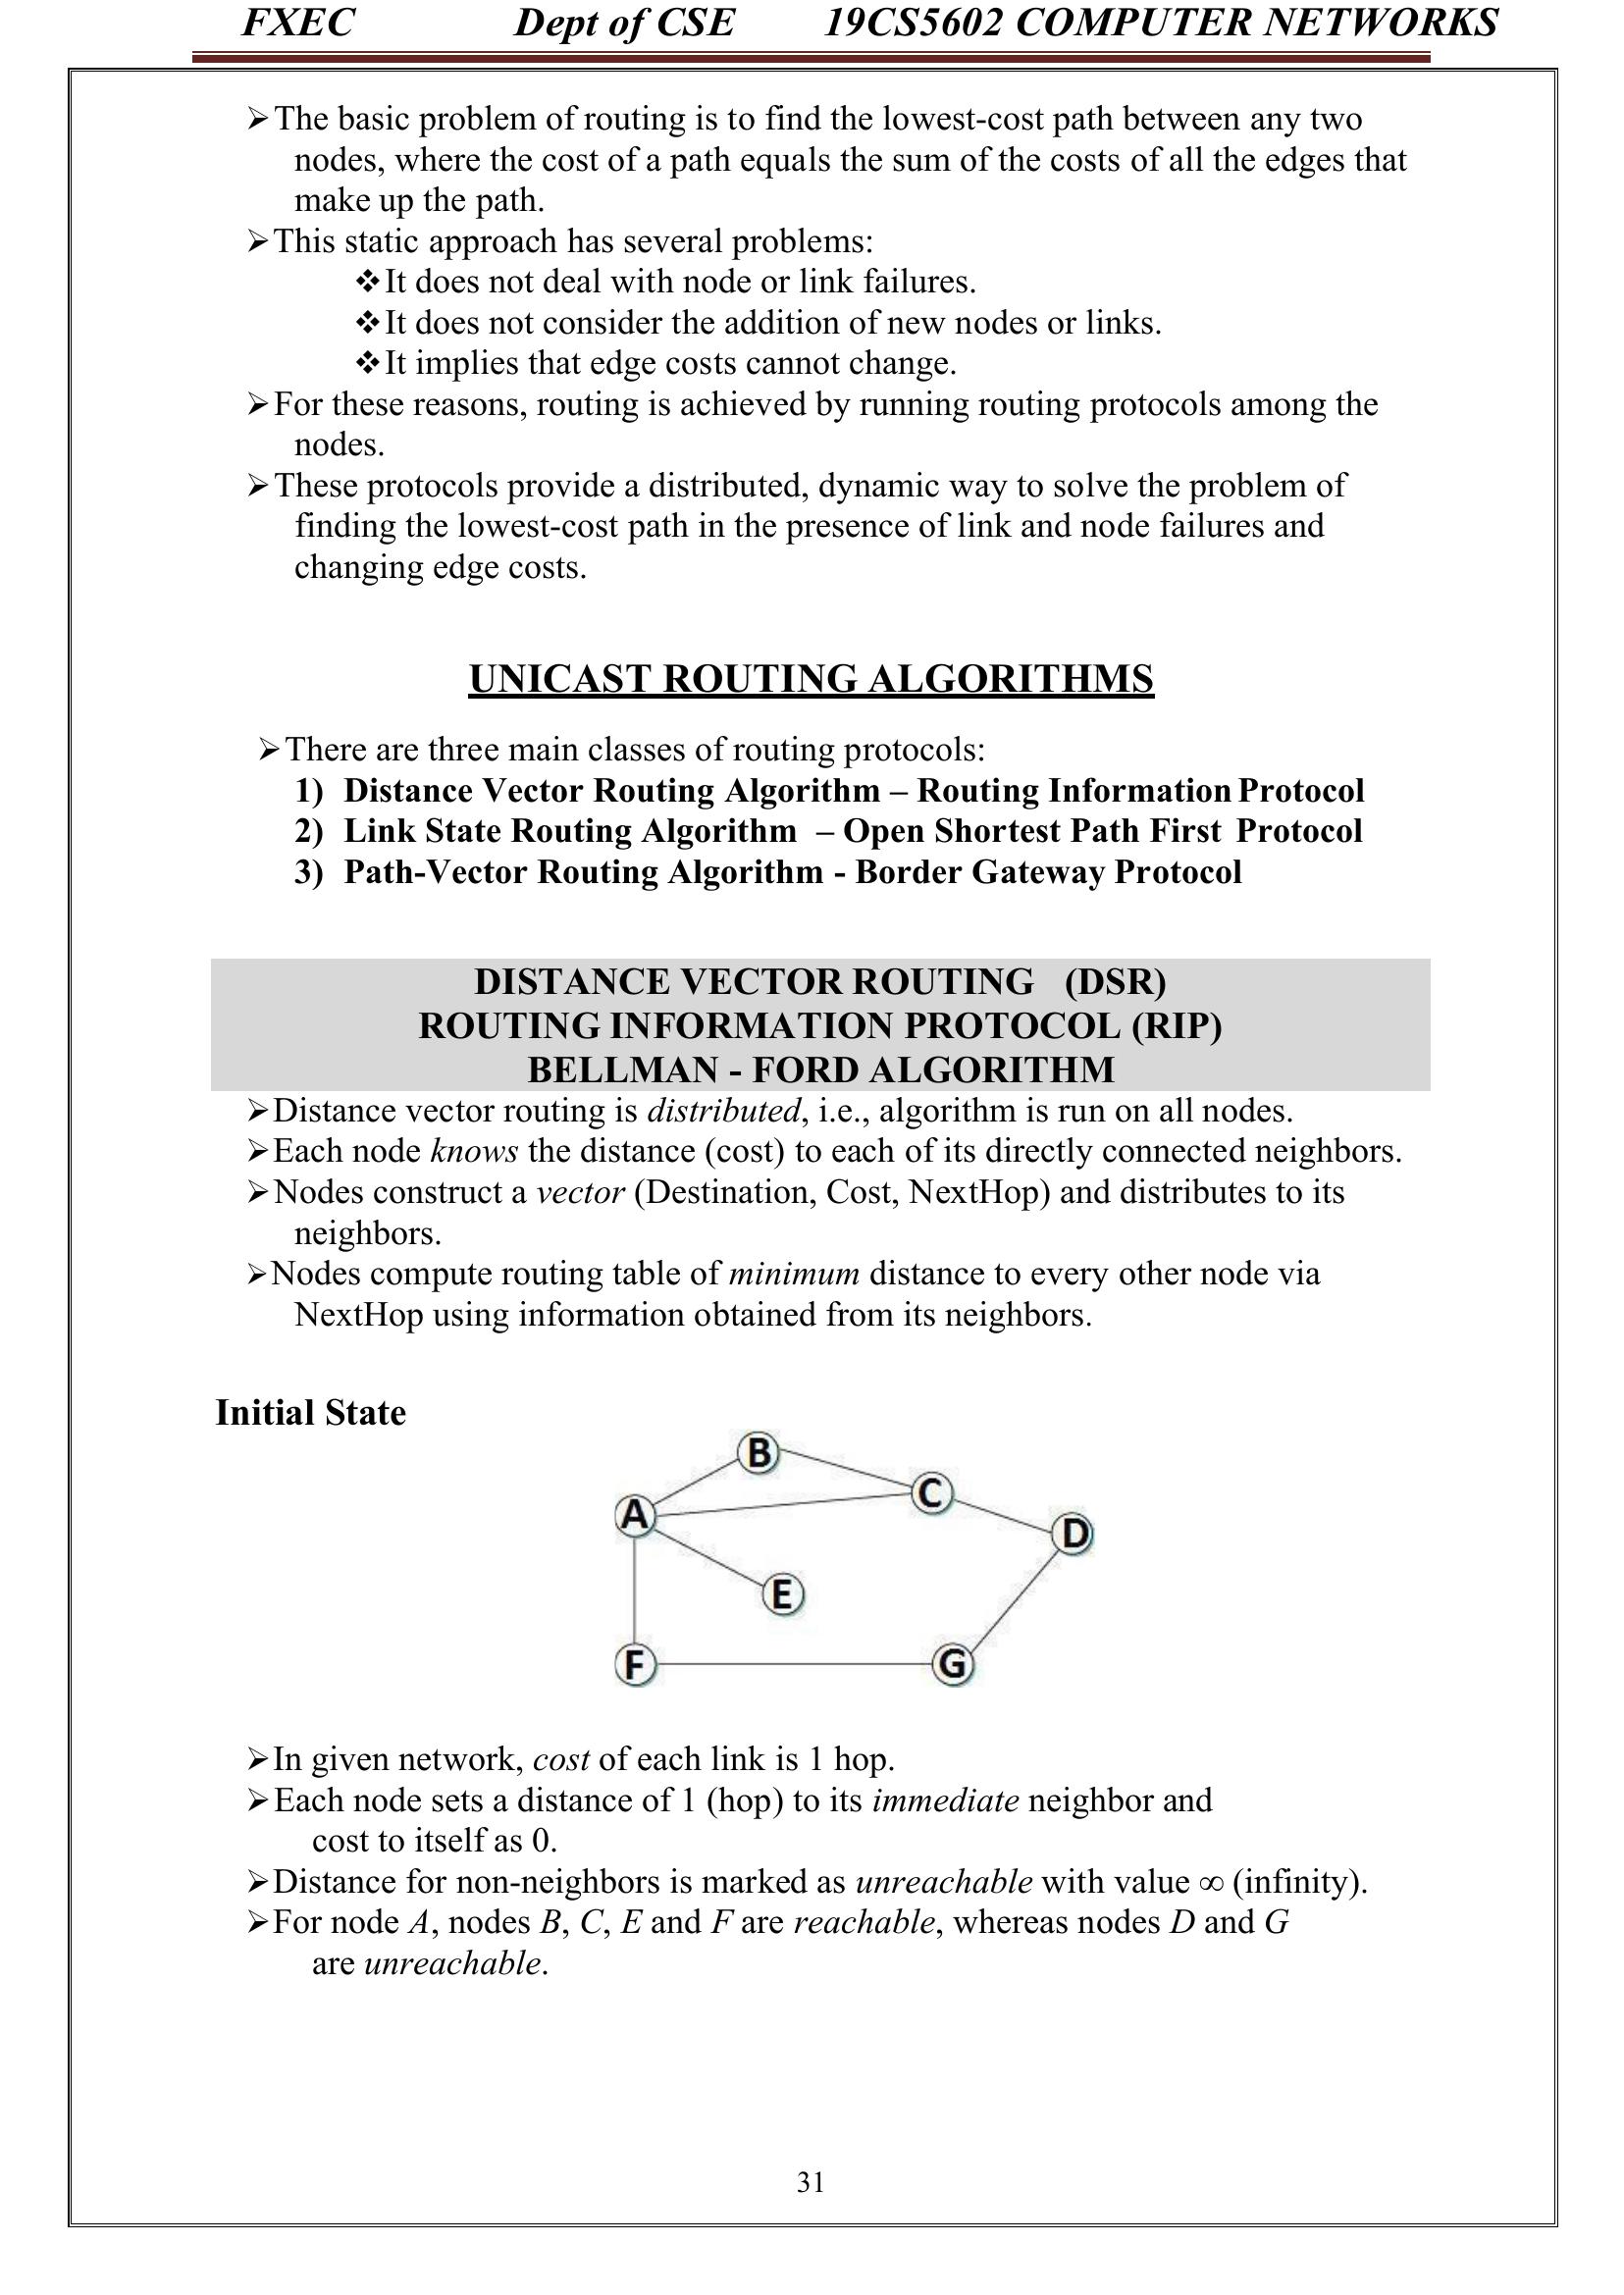 FXEC Dept of CSE 19CS5602 COMPUTER NETWORKS
➢The basic problem of routing is to find the lowest-cost path between any two
nodes, where the cost of a path equals the sum of the costs of all the edges that
make up the path.
➢This static approach has several problems:
❖It does not deal with node or link failures.
❖It does not consider the addition of new nodes or links.
❖It implies that edge costs cannot change.
➢For these reasons, routing is achieved by running routing protocols among the
nodes.
➢These protocols provide a distributed, dynamic way to solve the problem of
finding the lowest-cost path in the presence of link and node failures and
changing edge costs.
UNICAST ROUTING ALGORITHMS
➢There are three main classes of routing protocols:
1) Distance Vector Routing Algorithm – Routing Information Protocol
2) Link State Routing Algorithm – Open Shortest Path First Protocol
3) Path-Vector Routing Algorithm - Border Gateway Protocol
DISTANCE VECTOR ROUTING (DSR)
ROUTING INFORMATION PROTOCOL (RIP)
BELLMAN - FORD ALGORITHM
➢Distance vector routing is distributed, i.e., algorithm is run on all nodes.
➢Each node knows the distance (cost) to each of its directly connected neighbors.
➢Nodes construct a vector (Destination, Cost, NextHop) and distributes to its
neighbors.
➢Nodes compute routing table of minimum distance to every other node via
NextHop using information obtained from its neighbors.
Initial State
B
C
A
D
E
F
G
➢In given network, cost of each link is 1 hop.
➢Each node sets a distance of 1 (hop) to its immediate neighbor and
cost to itself as 0.
➢Distance for non-neighbors is marked as unreachable with value ∞ (infinity).
➢For node A, nodes B, C, E and F are reachable, whereas nodes D and G
are unreachable.
31